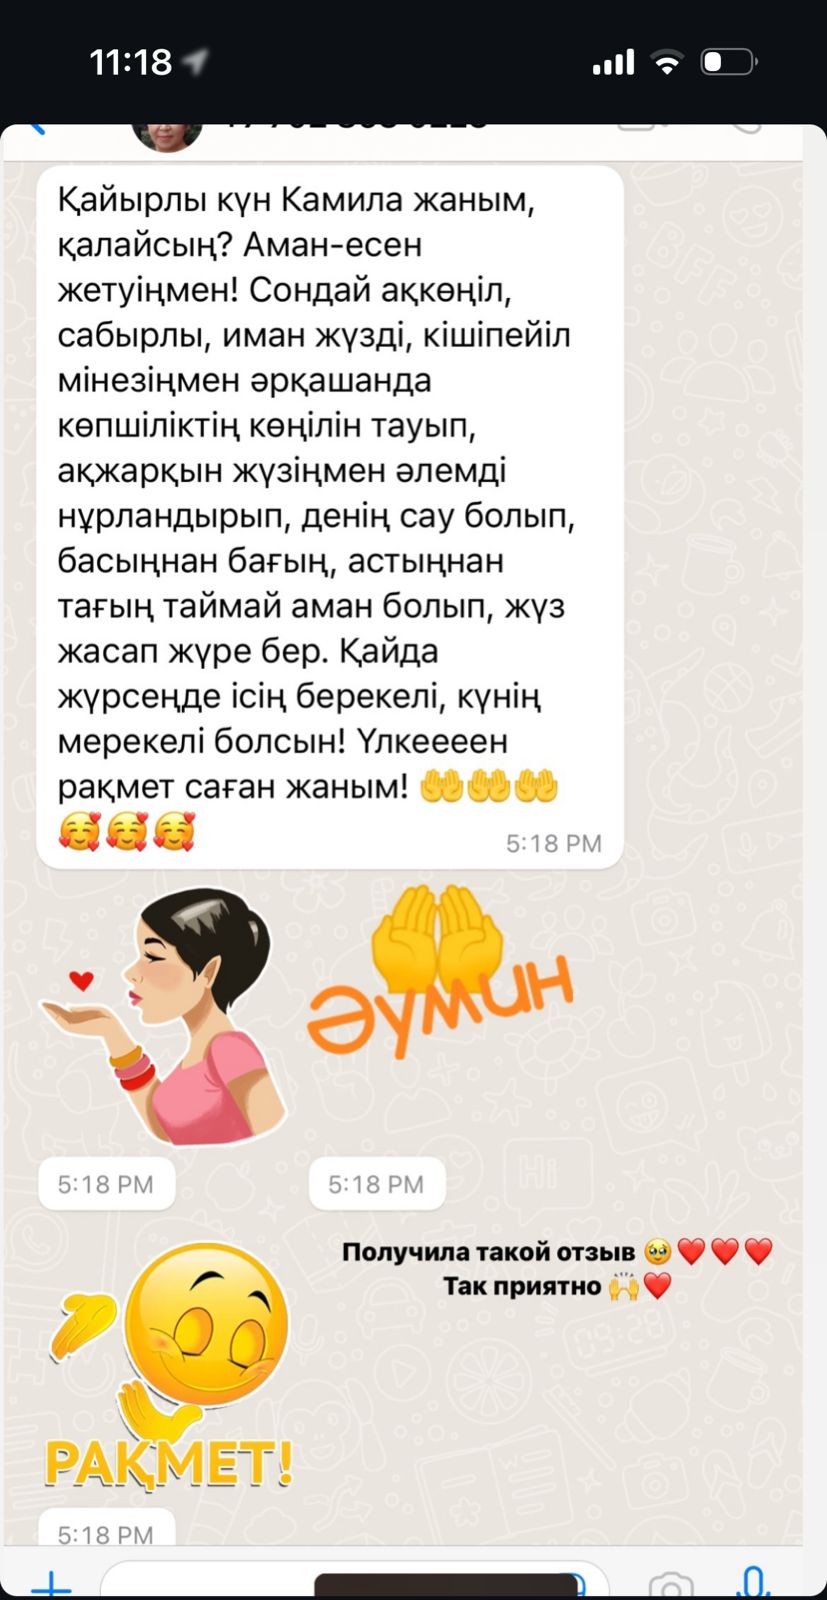 11:18
Қайырлы күн Камила жаным,
қалайсың? Аман-есен
жетуіңмен! Сондай ақкөңіл,
сабырлы, иман жүзді, кішіпейіл
мінезіңмен әрқашанда
көпшіліктің көңілін тауып,
ақжарқын жүзіңмен әлемді
нұрландырып, денің сау болып,
басыңнан бағың, астыңнан
тағың таймай аман болып, жүз
жасап жүре бер. Қайда
жүрсеңде ісің берекелі, күнің
мерекелі болсын! Үлкеееен
рақмет саған жаным! 🤲🤲🤲
🥰🥰🥰
5:18 PM
Әумин
5:18 PM
5:18 PM
Получила такой отзыв 🥹❤️❤️❤️
Так приятно 🙌❤️
РАҚМЕТ!
5:18 PM